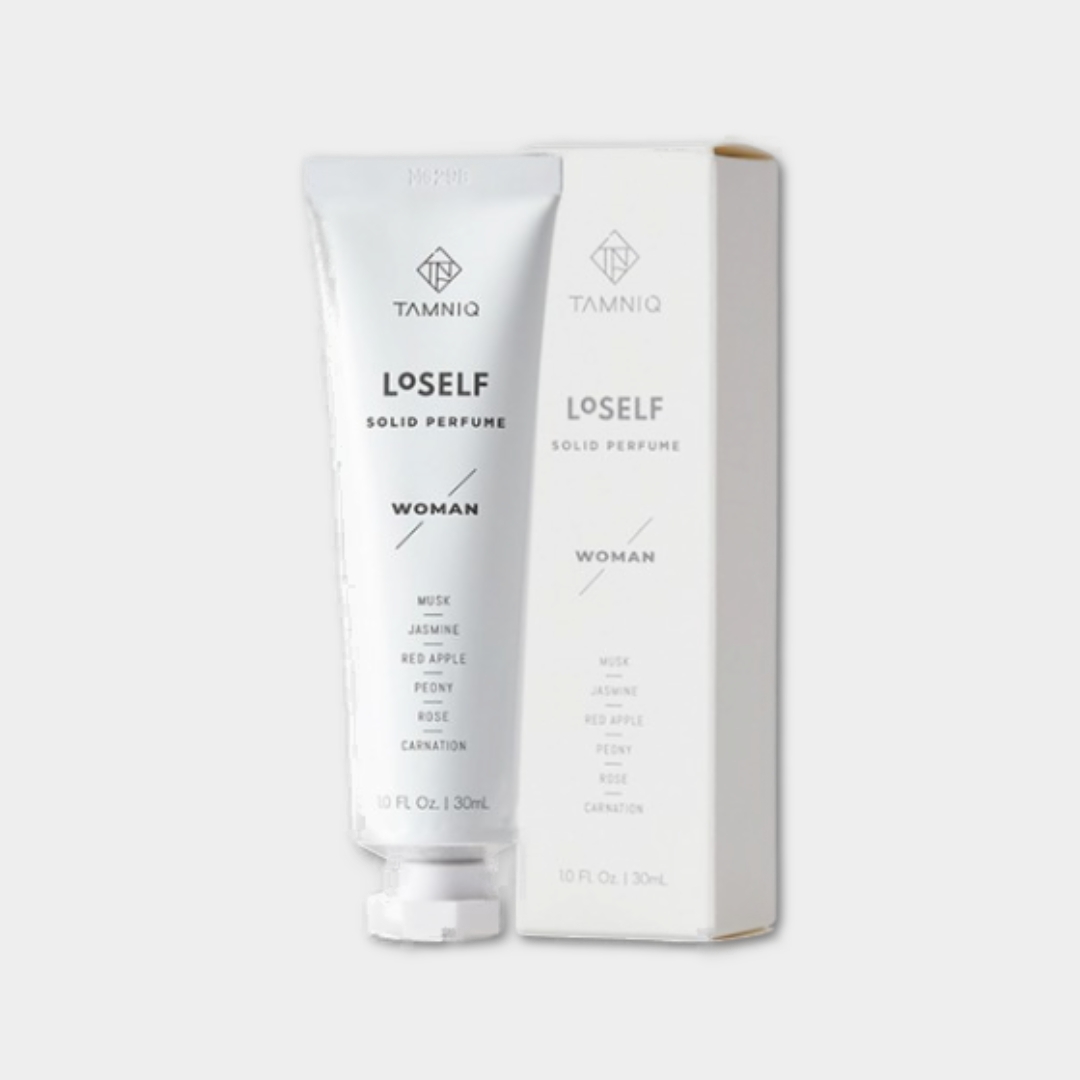 TAMNIQ
LOSELF
SOLID PERFUME
WOMAN
MUSK
JASMINE
RED APPLE
PEONY
ROSE
CARNATION
1.0 FL Oz. | 30mL
TAMNIQ
LOSELF
SOLID PERFUME
WOMAN
MUSK
JASMINE
RED APPLE
PEONY
ROSE
CARNATION
1.0 FL Oz. | 30mL